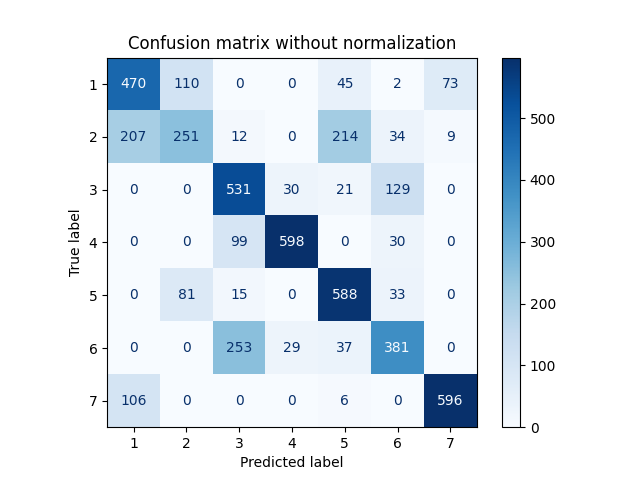 Confusion matrix without normalization
1 470 110 0 0 45 2 73
2 207 251 12 0 214 34 9
3 0 0 531 30 21 129 0
4 0 0 99 598 0 30 0
5 0 81 15 0 588 33 0
6 0 0 253 29 37 381 0
7 106 0 0 0 6 0 596
1 2 3 4 5 6 7
Predicted label
True label
500
400
300
200
100
0